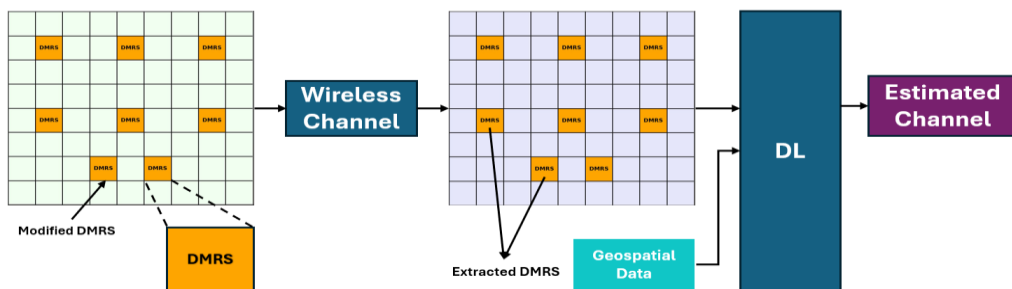 DMRS DMRS DMRS
DMRS DMRS DMRS
DMRS DMRS
Modified DMRS
DMRS
Wireless
Channel
DMRS DMRS DMRS
DMRS DMRS DMRS
DMRS DMRS
Extracted DMRS
Geospatial
Data
DL
Estimated
Channel